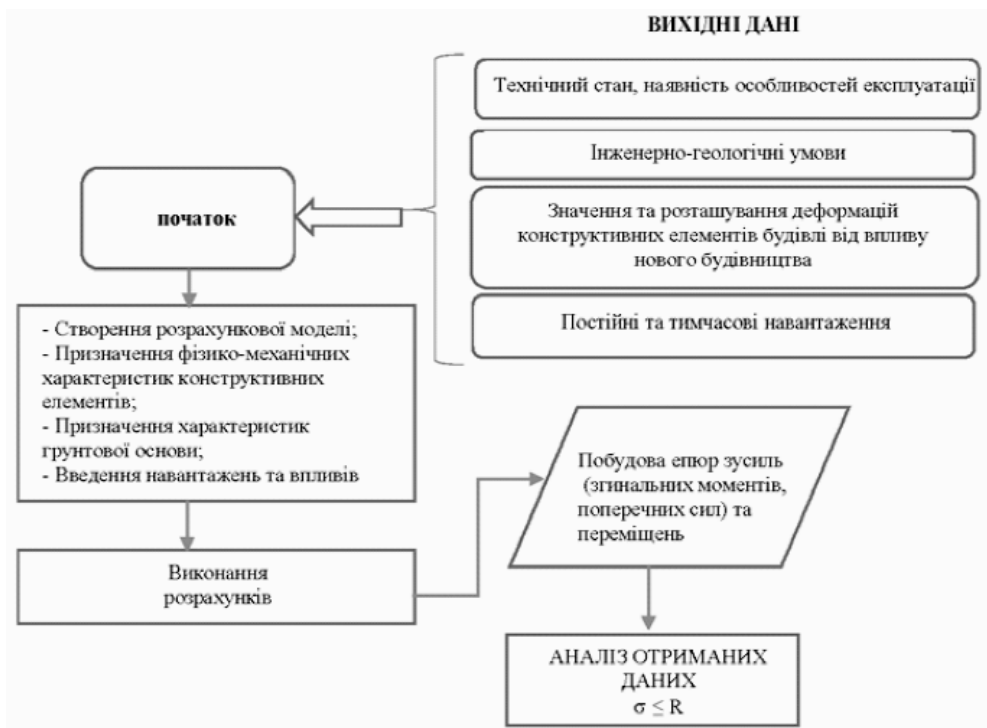 ВИХІДНІ ДАНІ
Технічний стан, наявність особливостей експлуатації
Інженерно-геологічні умови
Значення та розташування деформацій
конструктивних елементів будівлі від впливу
нового будівництва
Постійні та тимчасові навантаження
початок
- Створення розрахункової моделі;
- Призначення фізико-механічних
характеристик конструктивних
елементів;
- Призначення характеристик
грунтової основи;
- Введення навантажень та впливів
Виконання
розрахунків
Побудова епюр зусиль
(згинальних моментів,
поперечних сил) та
переміщень
АНАЛІЗ ОТРИМАНИХ
ДАНИХ
σ ≤ R